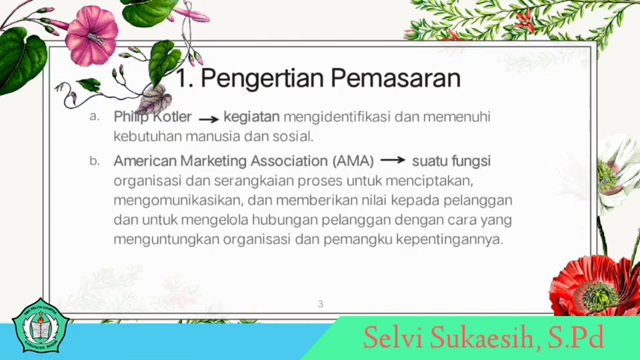 1. Pengertian Pemasaran
a. Philip Kotler → kegiatan mengidentifikasi dan memenuhi
kebutuhan manusia dan sosial.
b. American Marketing Association (AMA) → suatu fungsi
organisasi dan serangkaian proses untuk menciptakan,
mengomunikasikan, dan memberikan nilai kepada pelanggan
dan untuk mengelola hubungan pelanggan dengan cara yang
menguntungkan organisasi dan pemangku kepentingannya.
3
Selvi Sukaesih, S.Pd